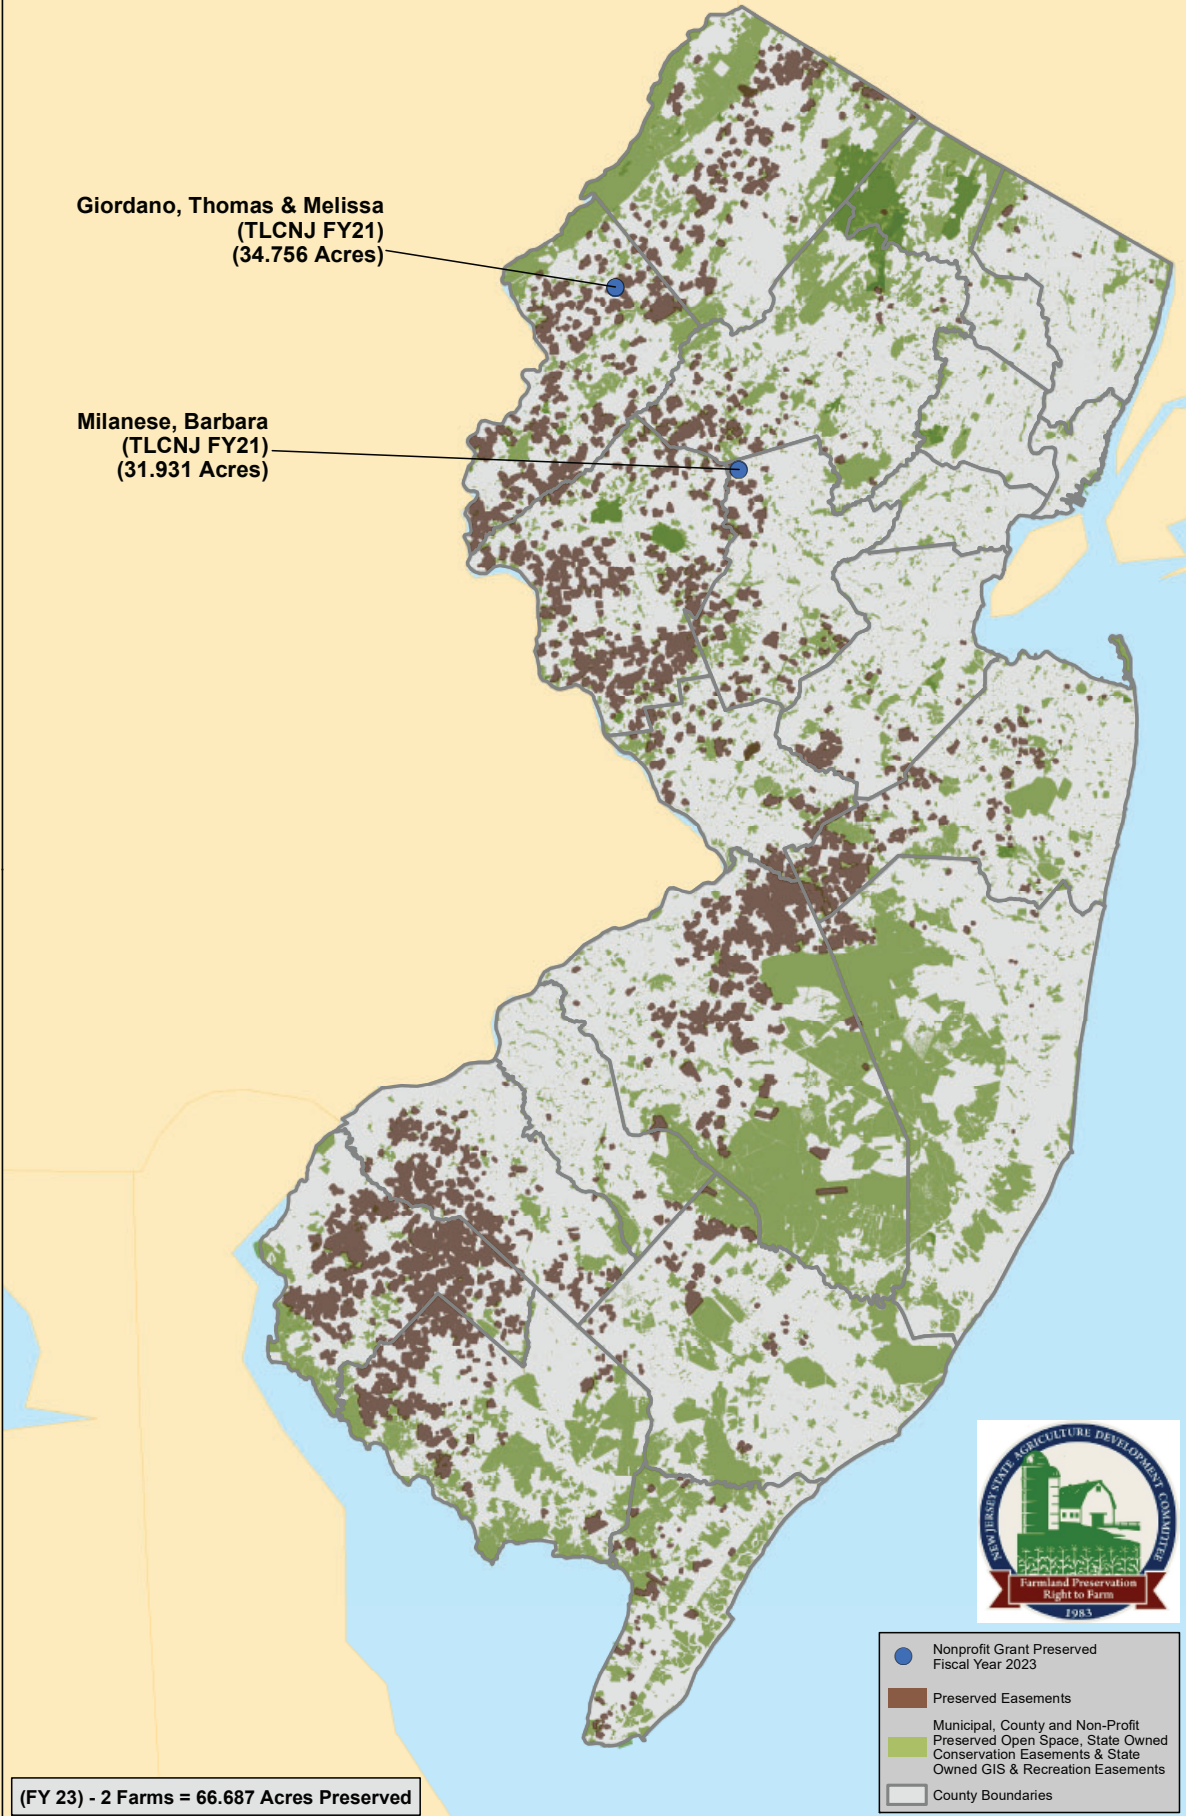 Giordano, Thomas & Melissa
(TLCNJ FY21)
(34.756 Acres)
Milanese, Barbara
(TLCNJ FY21)
(31.931 Acres)
NEW JERSEY STATE AGRICULTURE DEVELOPMENT COMMITTEE
Farmland Preservation
Right to Farm
1983
Nonprofit Grant Preserved
Fiscal Year 2023
Preserved Easements
Municipal, County and Non-Profit
Preserved Open Space, State Owned
Conservation Easements & State
Owned GIS & Recreation Easements
County Boundaries
(FY 23) - 2 Farms = 66.687 Acres Preserved